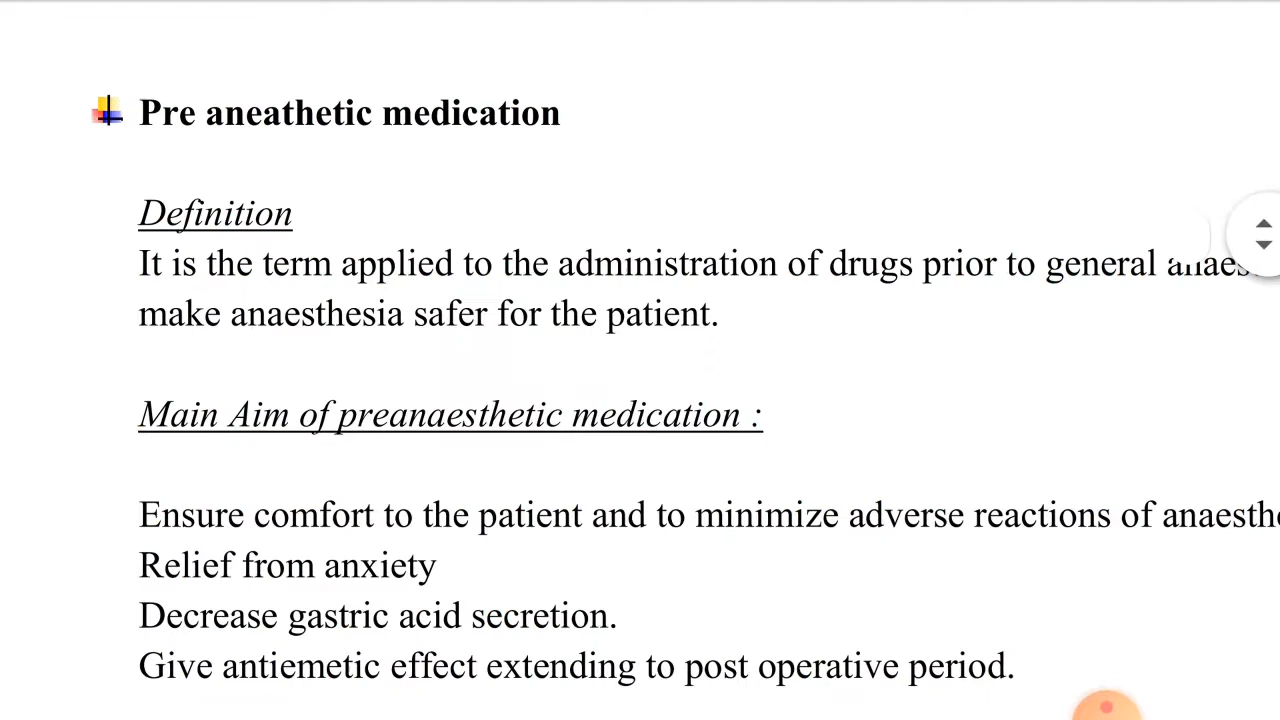 Pre aneathetic medication
Definition
It is the term applied to the administration of drugs prior to general
make anaesthesia safer for the patient.
Main Aim of preanaesthetic medication :
Ensure comfort to the patient and to minimize adverse reactions of
Relief from anxiety
Decrease gastric acid secretion.
Give antiemetic effect extending to post operative period.